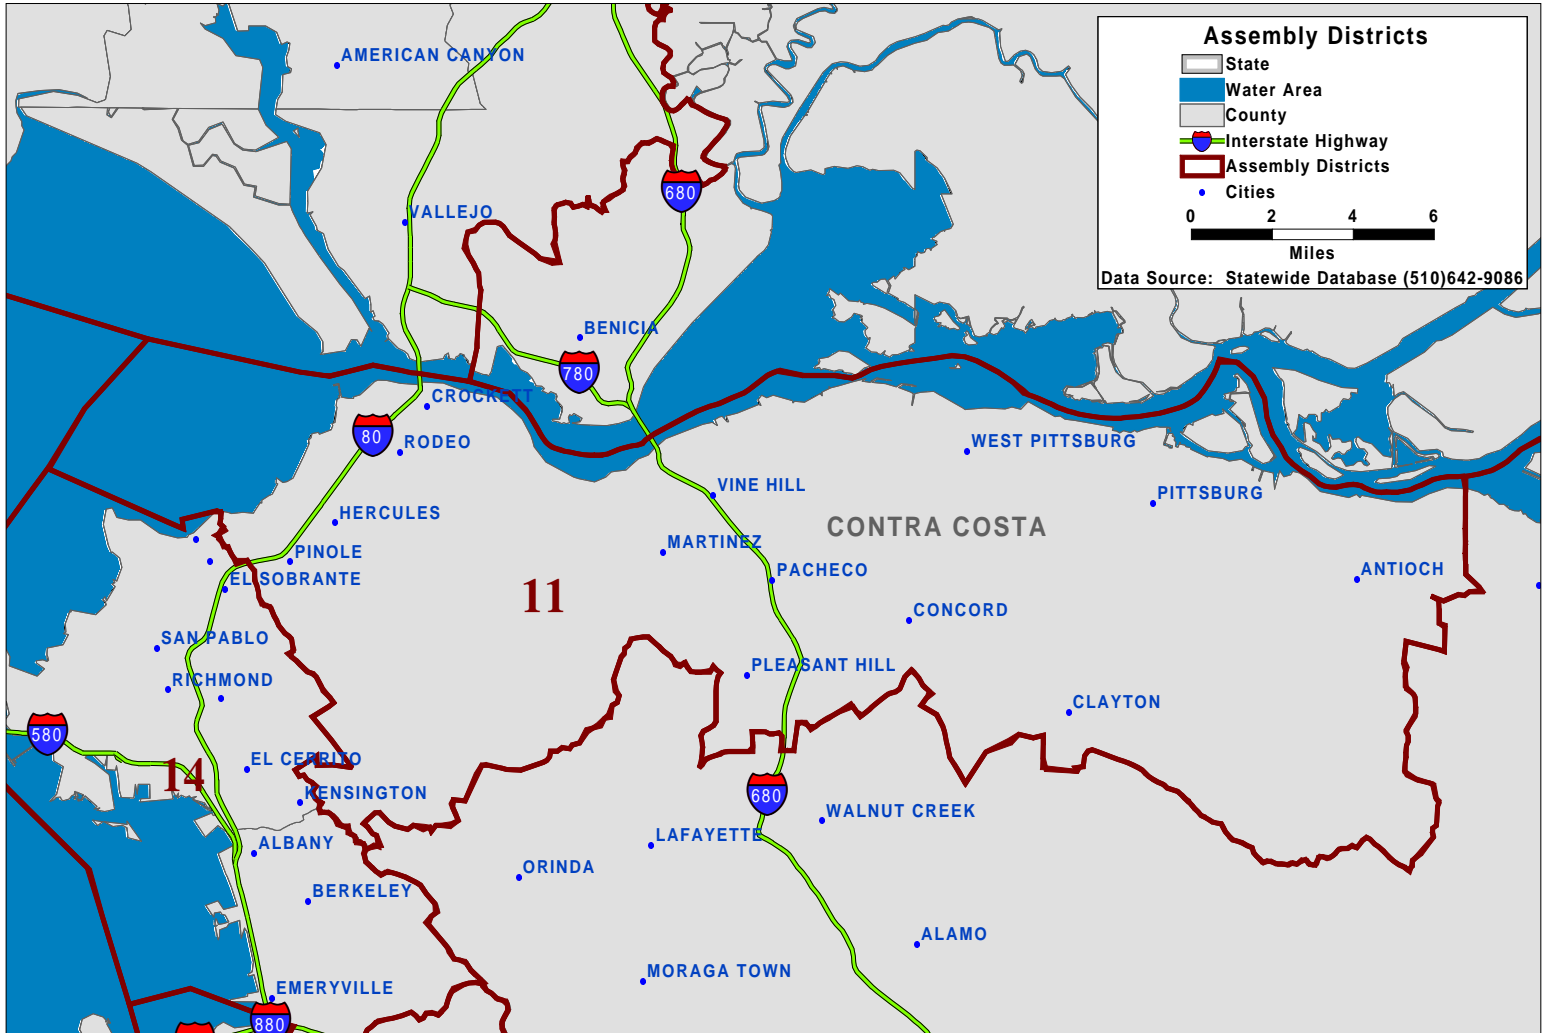 Assembly Districts
State
Water Area
County
Interstate Highway
Assembly Districts
Cities
0 2 4 6
Miles
Data Source: Statewide Database (510)642-9086
AMERICAN CANYON
680
VALLEJO
BENICIA
780
CROCKETT
80
RODEO
WEST PITTSBURG
VINE HILL
PITTSBURG
HERCULES
CONTRA COSTA
MARTINEZ
PINOLE
PACHECO
ANTIOCH
EL SOBRANTE
11
CONCORD
SAN PABLO
PLEASANT HILL
RICHMOND
CLAYTON
580
EL CERRITO
14
KENSINGTON
680
WALNUT CREEK
LAFAYETTE
ALBANY
ORINDA
BERKELEY
ALAMO
MORAGA TOWN
EMERYVILLE
880